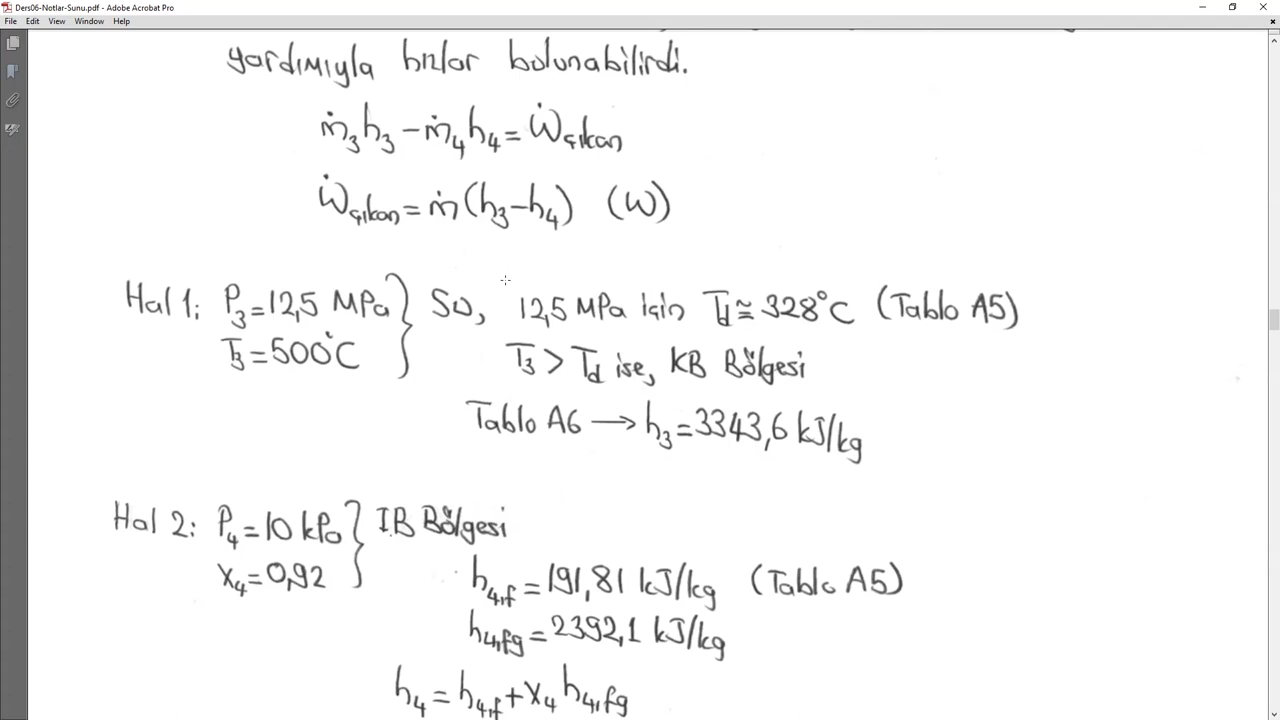 Ders06-Notlar-Sunu.pdf - Adobe Acrobat Pro
File Edit View Window Help
yardımıyla hızlar bulunabilirdi.
ṁ₃h₃ - ṁ₄h₄ = Ẇçıkan
Ẇçıkan = ṁ(h₃-h₄) (W)
Hal 1: P₃=12,5 MPa } Su, 12,5 MPa için Td≅328°C (Tablo A5)
T₃=500°C T₃ > Td ise, KB Bölgesi
Tablo A6 → h₃=3343,6 kJ/kg
Hal 2: P₄=10 kPa } I.B Bölgesi
x₄=0,92 h₄,f = 191,81 kJ/kg (Tablo A5)
h₄,fg = 2392,1 kJ/kg
h₄ = h₄,f + x₄ h₄,fg